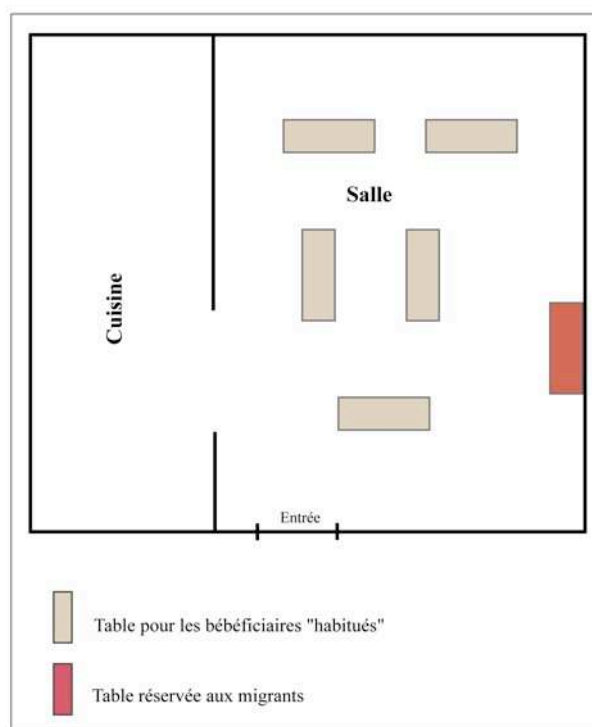 Salle
Cuisine
Entrée
Table pour les bébéficiaires "habitués"
Table réservée aux migrants